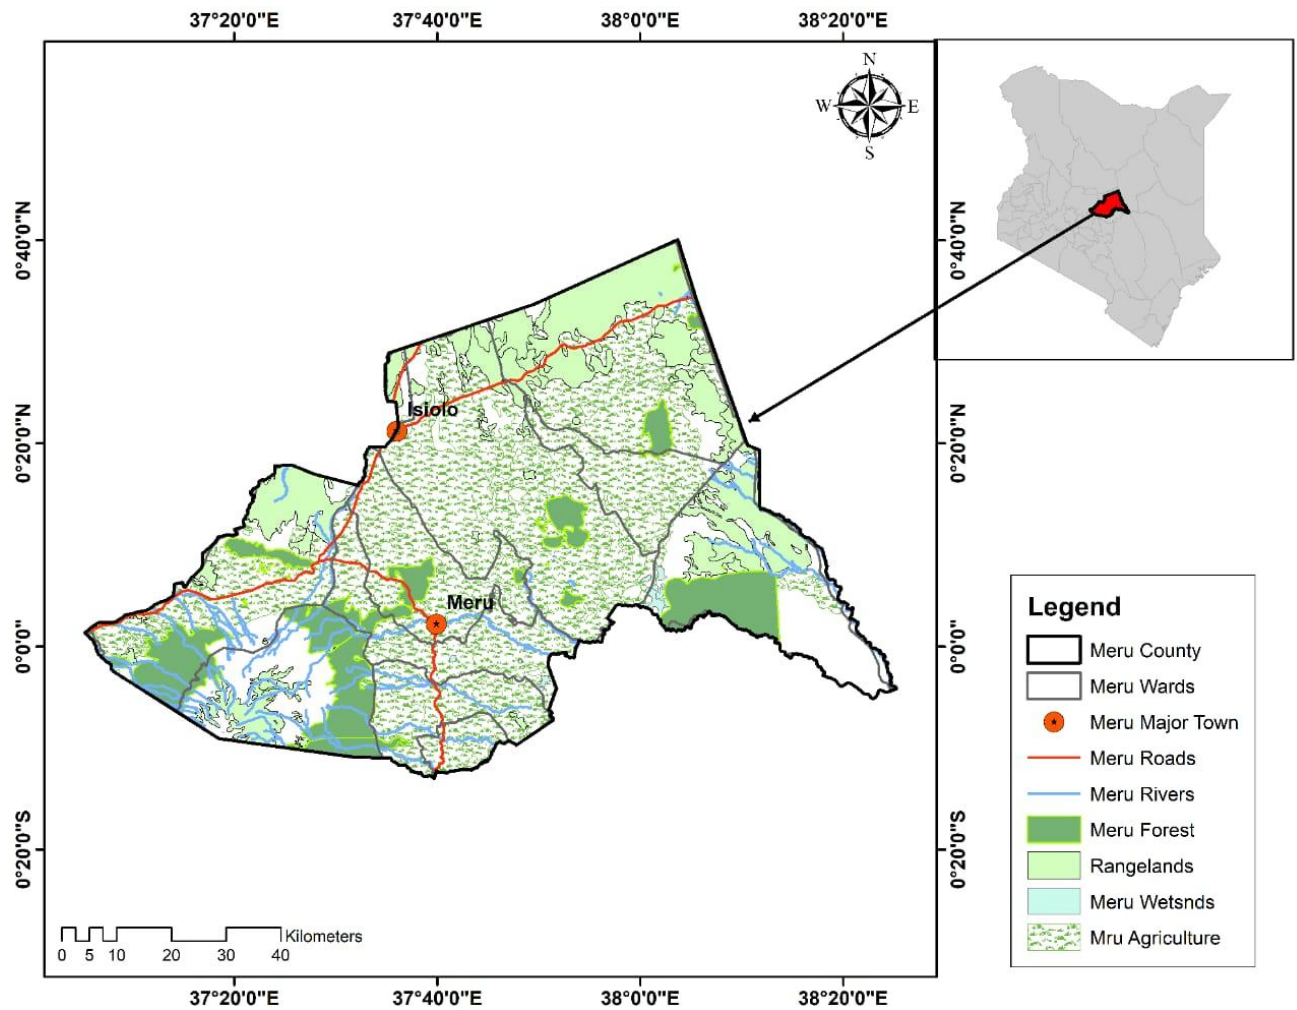 37°20'0"E
37°40'0"E
38°0'0"E
38°20'0"E
N
W
E
S
0°40'0"N
0°40'0"N
Isiolo
0°20'0"N
0°20'0"N
Meru
0°0'0"
0°0'0"
Legend
Meru County
Meru Wards
Meru Major Town
Meru Roads
Meru Rivers
Meru Forest
Rangelands
Meru Wetsnds
Mru Agriculture
0°20'0"S
0°20'0"S
Kilometers
0 5 10 20 30 40
37°20'0"E
37°40'0"E
38°0'0"E
38°20'0"E